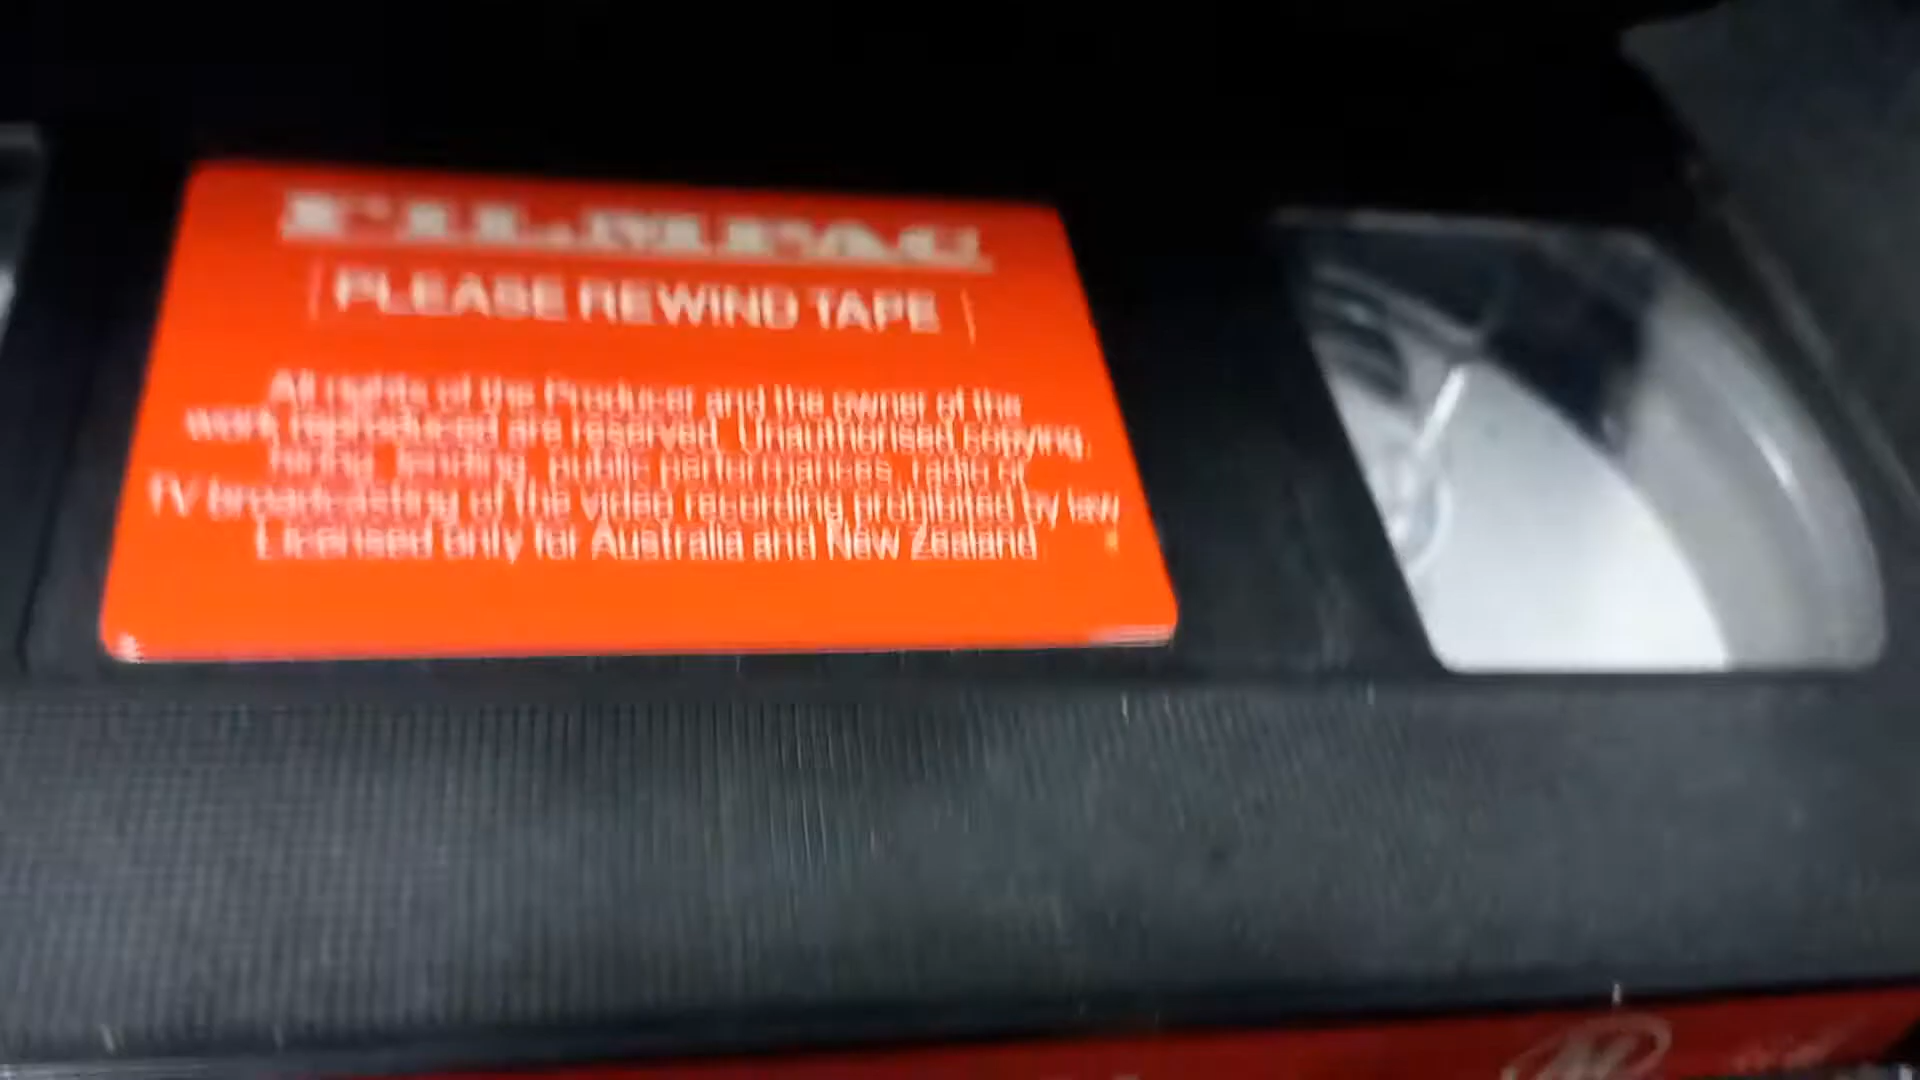 FILMPAC
PLEASE REWIND TAPE
All rights of the Producer and the owner of the
work reproduced are reserved. Unauthorised copying,
hiring, lending, public performances, radio or
TV broadcasting of the video recording prohibited by law
Licensed only for Australia and New Zealand